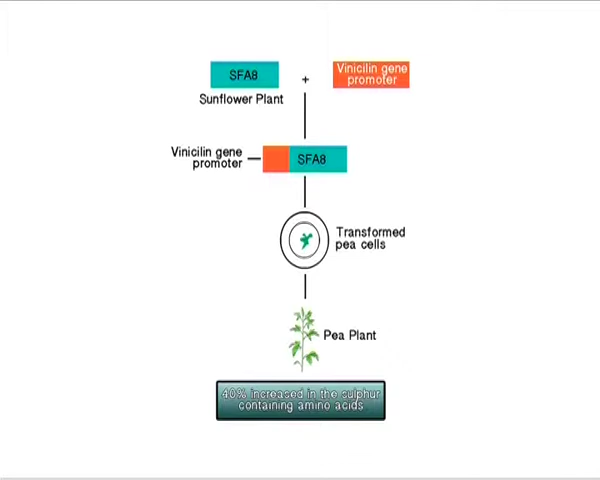 SFA8
+
Vinicilin gene
promoter
Sunflower Plant
Vinicilin gene
promoter
SFA8
Transformed
pea cells
Pea Plant
40% increased in the sulphur
containing amino acids